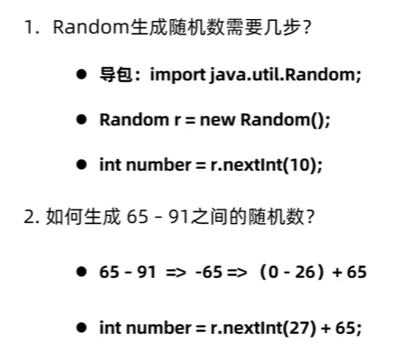 1. Random生成随机数需要几步？
● 导包：import java.util.Random;
● Random r = new Random();
● int number = r.nextInt(10);
2. 如何生成 65 – 91之间的随机数？
● 65 – 91 => -65 =>（0 - 26）+ 65
● int number = r.nextInt(27) + 65;